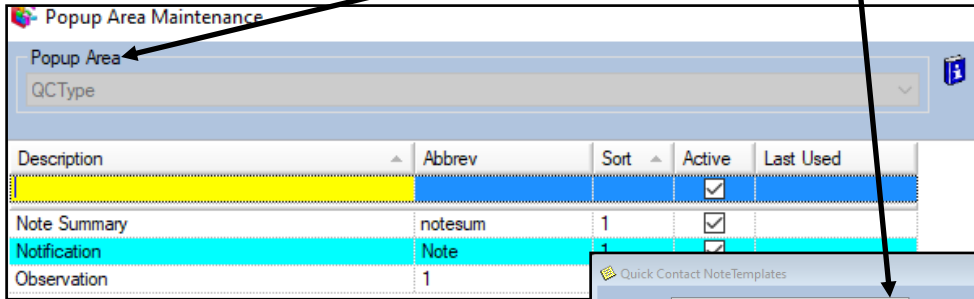 Popup Area Maintenance
Popup Area
QCType
Description Abbrev Sort Active Last Used
Note Summary notesum 1
Notification Note 1
Observation 1
Quick Contact NoteTemplates